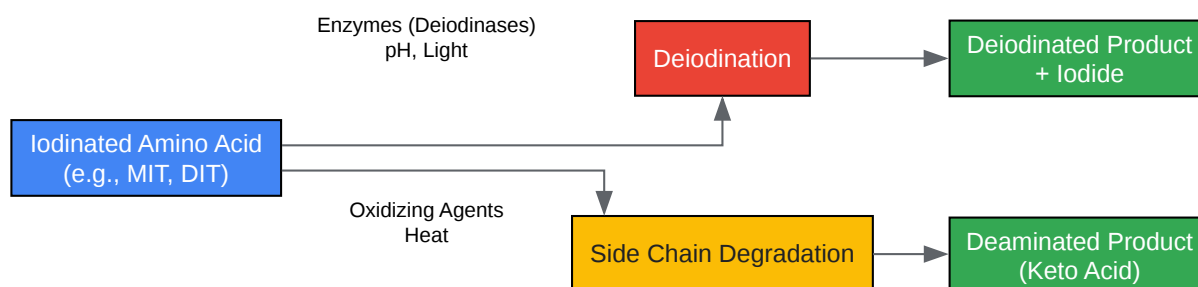 Enzymes (Deiodinases)
pH, Light
Deiodination
Deiodinated Product
+ Iodide
Iodinated Amino Acid
(e.g., MIT, DIT)
Oxidizing Agents
Heat
Side Chain Degradation
Deaminated Product
(Keto Acid)